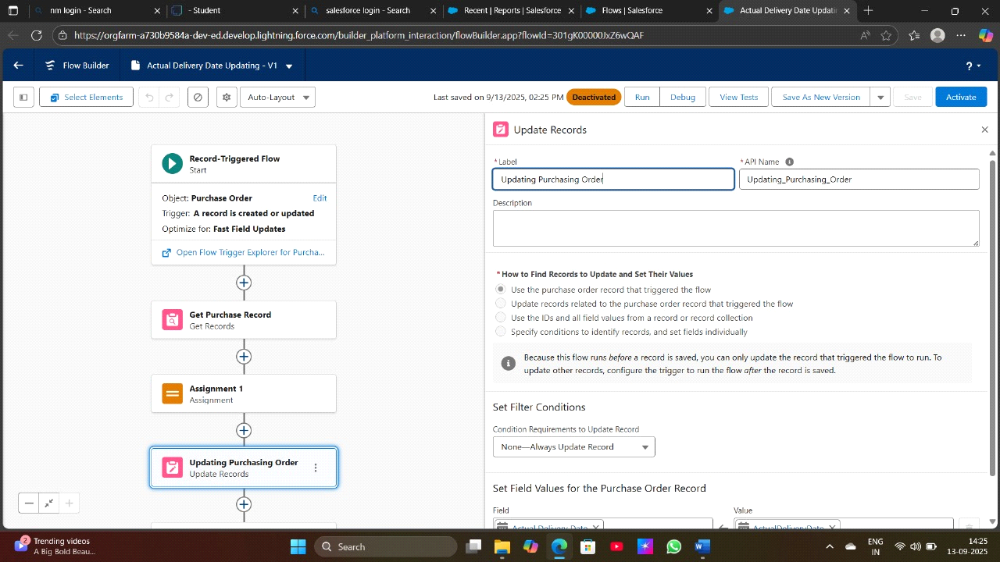 nm login - Search
- Student
salesforce login - Search
Recent | Reports | Salesforce
Flows | Salesforce
Actual Delivery Date Updatin
https://orgfarm-a730b9584a-dev-ed.develop.lightning.force.com/builder_platform_interaction/flowBuilder.app?flowId=301gK00000JxZ6wQAF
Flow Builder
Actual Delivery Date Updating - V1
?
Select Elements
Auto-Layout
Last saved on 9/13/2025, 02:25 PM
Deactivated
Run
Debug
View Tests
Save As New Version
Save
Activate
Record-Triggered Flow
Start
Object: Purchase Order
Edit
Trigger: A record is created or updated
Optimize for: Fast Field Updates
Open Flow Trigger Explorer for Purcha...
Get Purchase Record
Get Records
Assignment 1
Assignment
Updating Purchasing Order
Update Records
Update Records
* Label
* API Name
Updating Purchasing Order
Updating_Purchasing_Order
Description
* How to Find Records to Update and Set Their Values
Use the purchase order record that triggered the flow
Update records related to the purchase order record that triggered the flow
Use the IDs and all field values from a record or record collection
Specify conditions to identify records, and set fields individually
Because this flow runs before a record is saved, you can only update the record that triggered the flow to run. To
update other records, configure the trigger to run the flow after the record is saved.
Set Filter Conditions
Condition Requirements to Update Record
None—Always Update Record
Set Field Values for the Purchase Order Record
Field
Value
Actual Delivery Date
ActualDeliveryDate
2
Trending videos
A Big Bold Beau...
Search
ENG
IN
14:25
13-09-2025